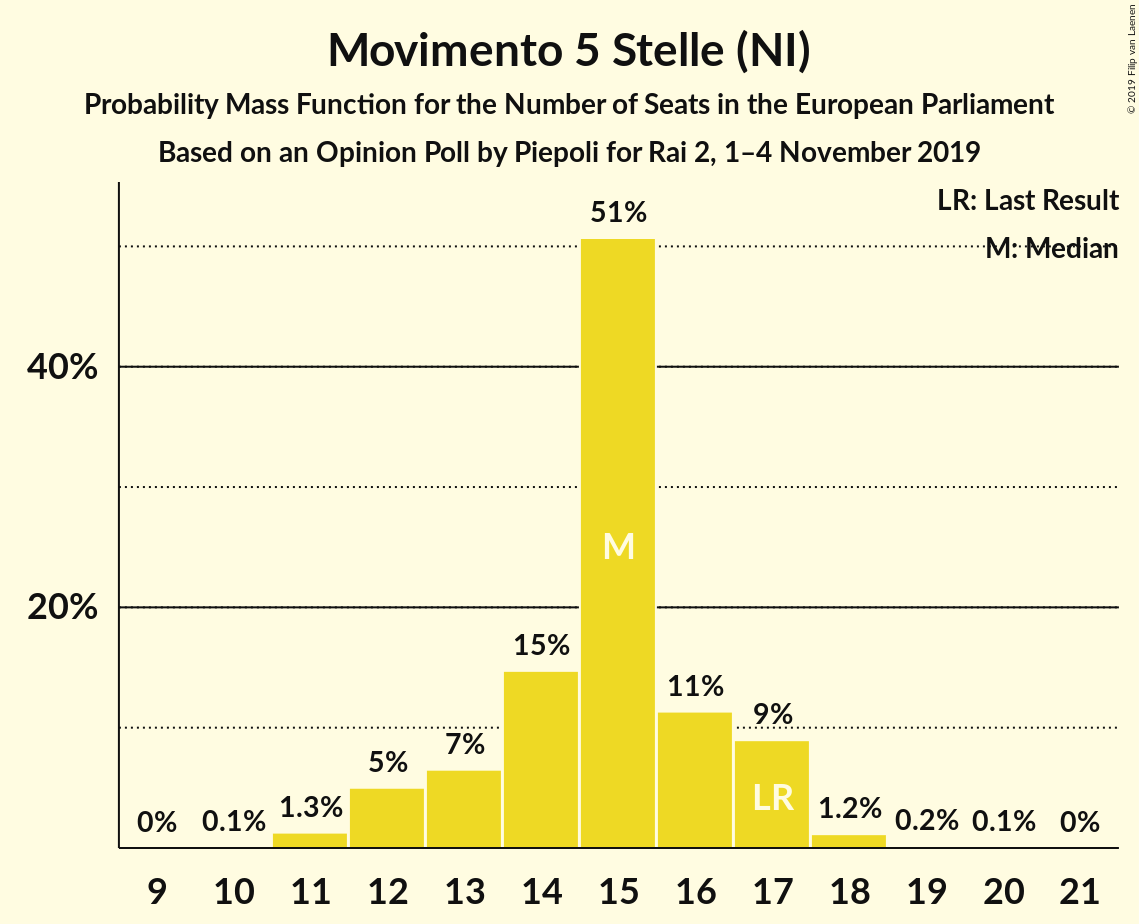 Movimento 5 Stelle (NI)
Probability Mass Function for the Number of Seats in the European Parliament
Based on an Opinion Poll by Piepoli for Rai 2, 1–4 November 2019
© 2019 Filip van Laenen
LR: Last Result
M: Median
40%
20%
0%
0.1%
1.3%
5%
7%
15%
51%
11%
9%
1.2%
0.2%
0.1%
0%
M
LR
9 10 11 12 13 14 15 16 17 18 19 20 21